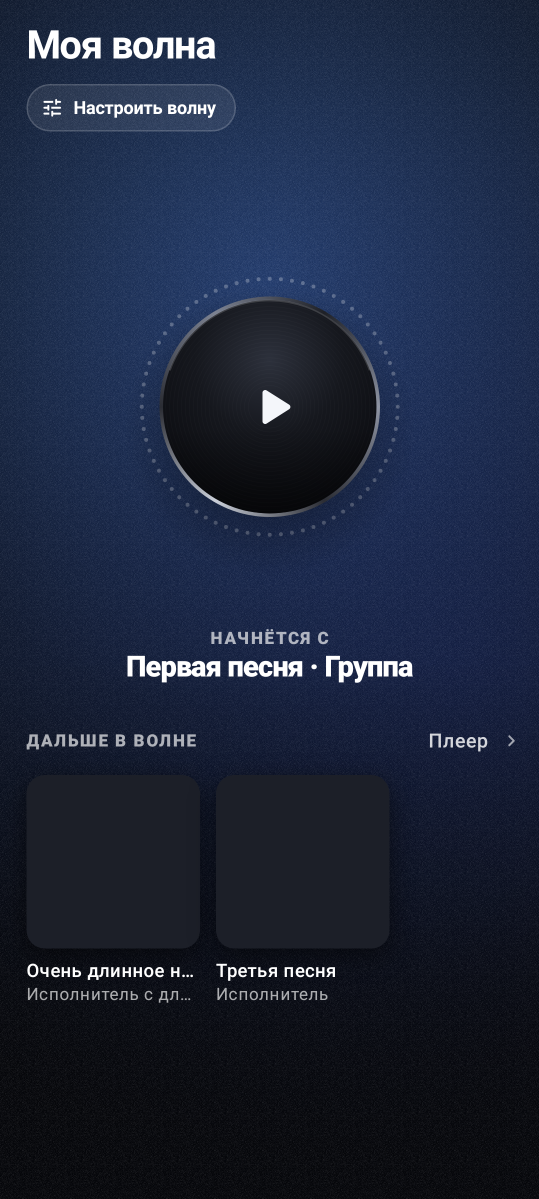 Моя волна
Настроить волну
НАЧНЁТСЯ С
Первая песня · Группа
ДАЛЬШЕ В ВОЛНЕ
Плеер
Очень длинное н…
Третья песня
Исполнитель с дл…
Исполнитель